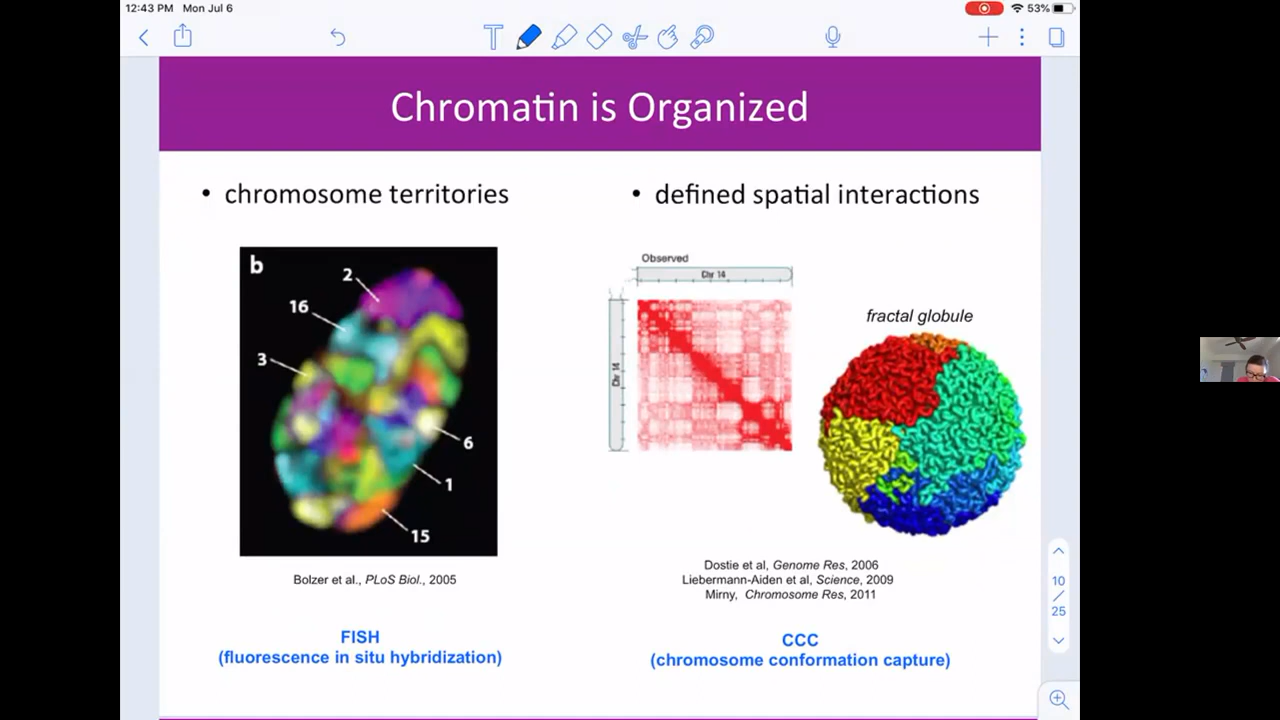 12:43 PM Mon Jul 6
53%
T
Chromatin is Organized
• chromosome territories
b
2
16
3
6
1
15
Bolzer et al., PLoS Biol., 2005
FISH
(fluorescence in situ hybridization)
• defined spatial interactions
Observed
Chr 14
Chr 14
fractal globule
Dostie et al, Genome Res, 2006
Liebermann-Aiden et al, Science, 2009
Mirny, Chromosome Res, 2011
CCC
(chromosome conformation capture)
10
/
25